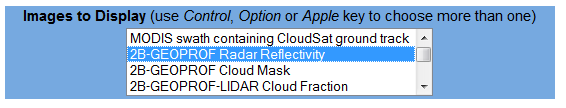 Images to Display (use Control, Option or Apple key to choose more than one)
MODIS swath containing CloudSat ground track
2B-GEOPROF Radar Reflectivity
2B-GEOPROF Cloud Mask
2B-GEOPROF-LIDAR Cloud Fraction